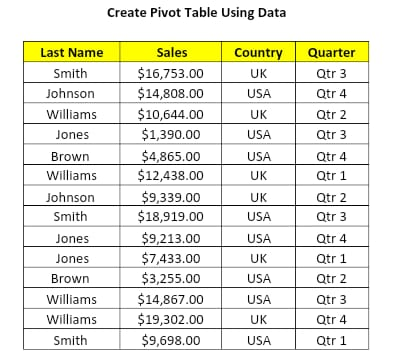 Create Pivot Table Using Data
Last Name Sales Country Quarter
Smith $16,753.00 UK Qtr 3
Johnson $14,808.00 USA Qtr 4
Williams $10,644.00 UK Qtr 2
Jones $1,390.00 USA Qtr 3
Brown $4,865.00 USA Qtr 4
Williams $12,438.00 UK Qtr 1
Johnson $9,339.00 UK Qtr 2
Smith $18,919.00 USA Qtr 3
Jones $9,213.00 USA Qtr 4
Jones $7,433.00 UK Qtr 1
Brown $3,255.00 USA Qtr 2
Williams $14,867.00 USA Qtr 3
Williams $19,302.00 UK Qtr 4
Smith $9,698.00 USA Qtr 1